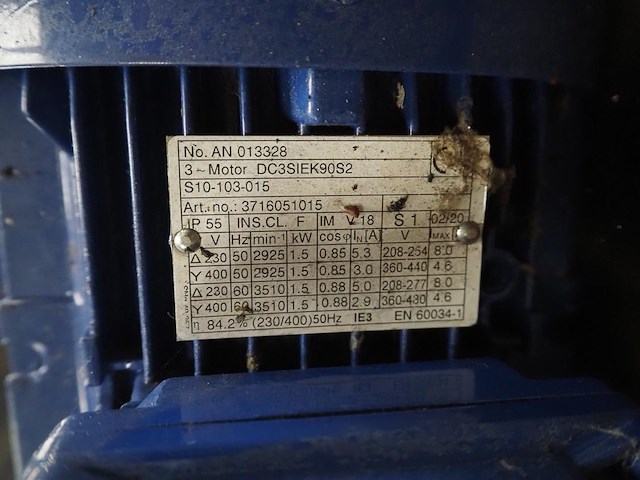 No. AN 013328
3 ~ Motor DC3SIEK90S2
S10-103-015
Art.no.: 3716051015
IP 55 INS.CL. F IM V 18 S 1 02/20
V Hz min-1 kW cosφ IN [A] V MAX
Δ 230 50 2925 1.5 0.85 5.3 208-254 8.0
Y 400 50 2925 1.5 0.85 3.0 360-440 4.6
Δ 230 60 3510 1.5 0.88 5.0 208-277 8.0
Y 400 60 3510 1.5 0.88 2.9 360-480 4.6
η 84.2% (230/400) 50Hz IE3 EN 60034-1